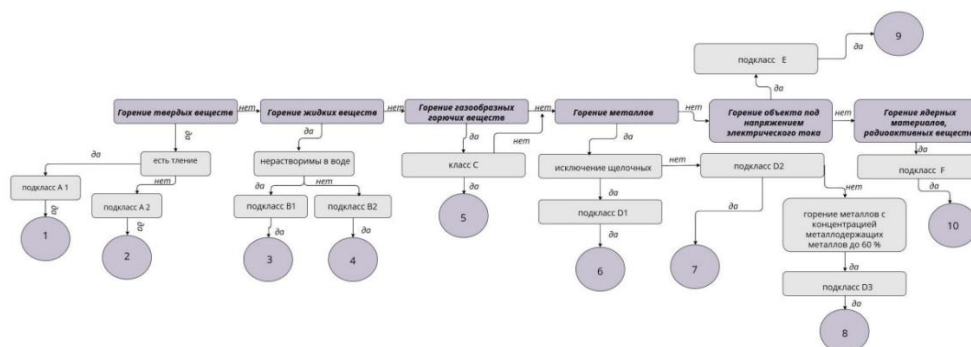 9
да
подкласс Е
да
Горение твердых веществ
нет
Горение жидких веществ
нет
Горение газообразных
горючих веществ
нет
Горение металлов
нет
Горение объекта под
напряжением
электрического тока
нет
Горение ядерных
материалов,
радиоактивных веществ
да
есть тление
да
нет
подкласс А 1
да
1
подкласс А 2
да
2
да
нерастворимы в воде
да
нет
подкласс В1
да
3
подкласс В2
да
4
да
класс С
нет
да
5
да
исключение щелочных
нет
подкласс D1
да
6
подкласс D2
да
7
нет
горение металлов с
концентрацией
металлодержащих
металлов до 60 %
да
подкласс D3
да
8
да
подкласс F
да
10